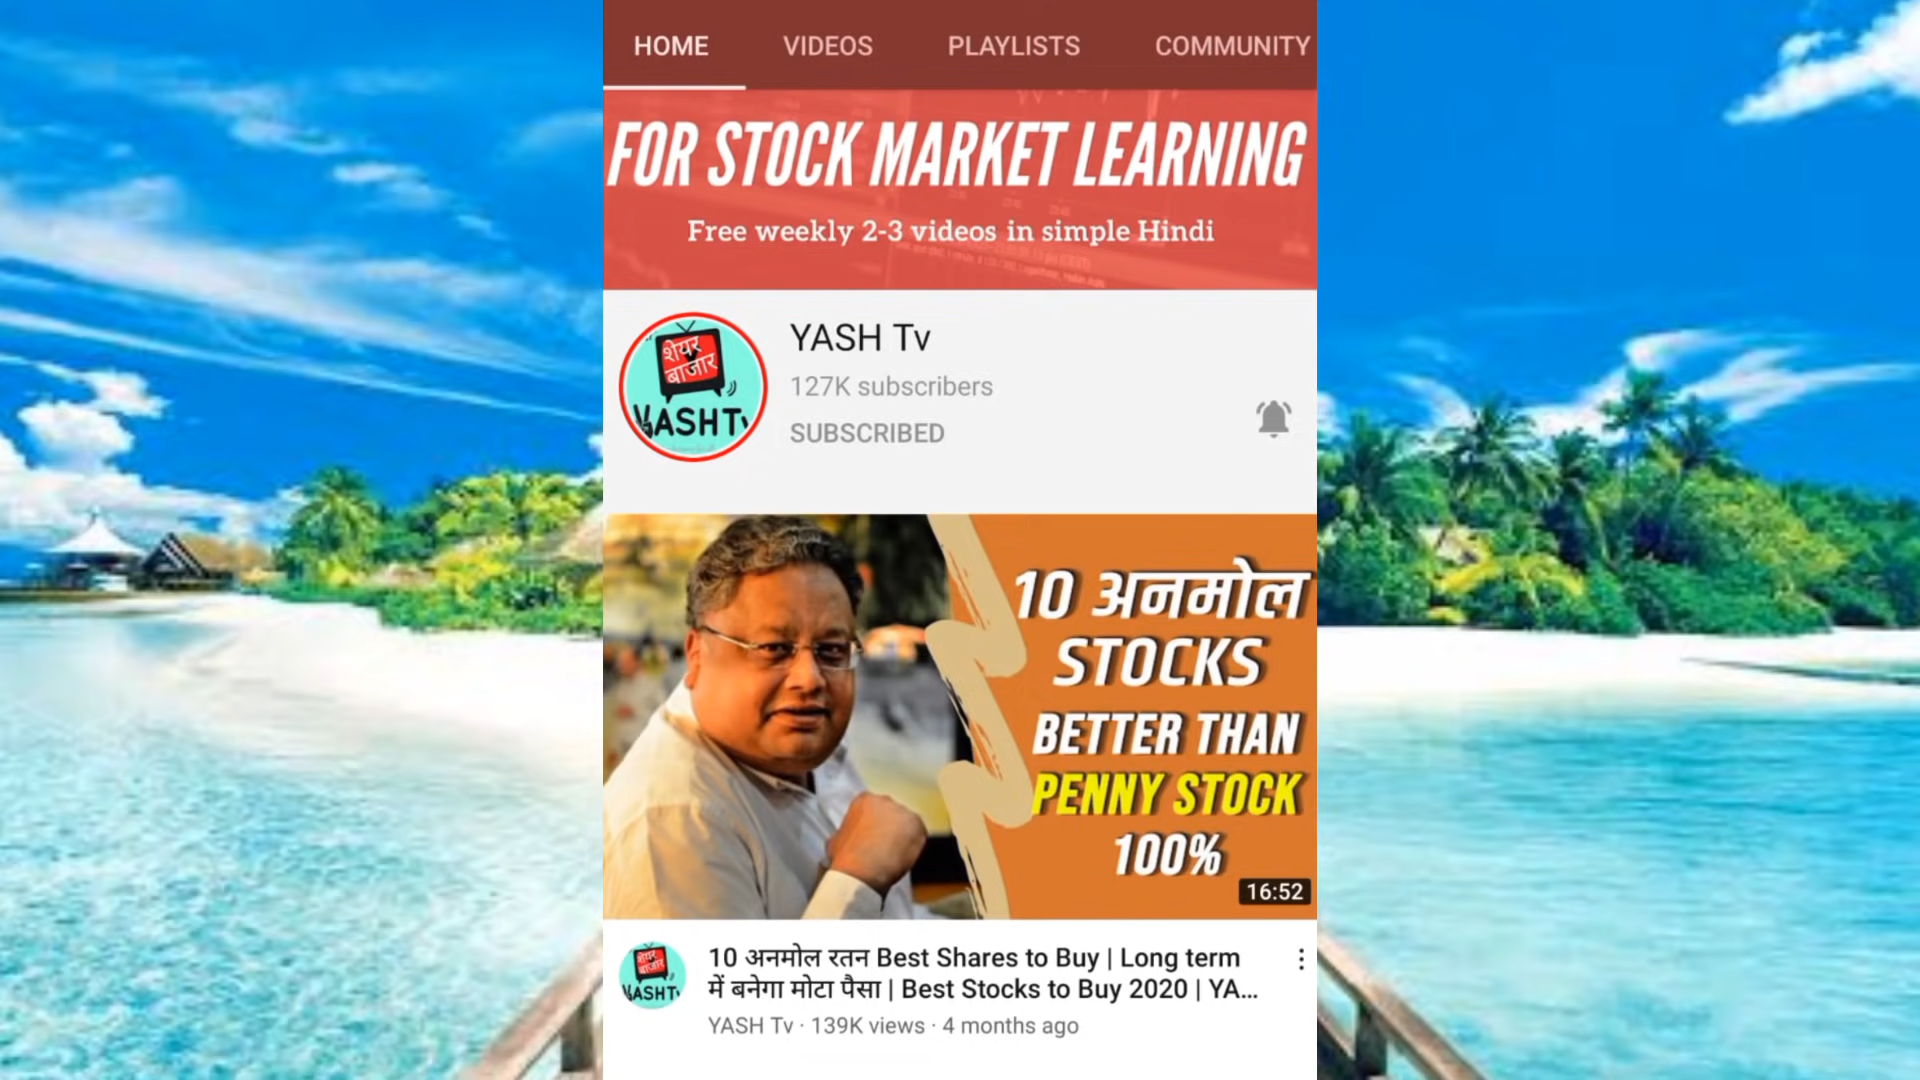 HOME VIDEOS PLAYLISTS COMMUNITY
FOR STOCK MARKET LEARNING
Free weekly 2-3 videos in simple Hindi
शेयर
बाजार
YASH Tv
YASH Tv
127K subscribers
SUBSCRIBED
10 अनमोल
STOCKS
BETTER THAN
PENNY STOCK
100%
16:52
शेयर
बाजार
YASHTv
10 अनमोल रतन Best Shares to Buy | Long term
में बनेगा मोटा पैसा | Best Stocks to Buy 2020 | YA...
YASH Tv · 139K views · 4 months ago